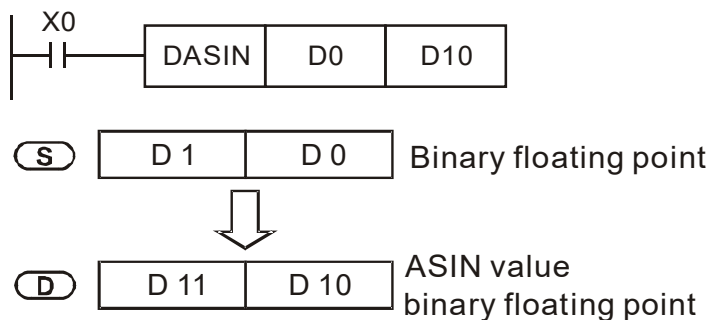 X0
DASIN D0 D10
S D 1 D 0 Binary floating point
D D 11 D 10 ASIN value
binary floating point